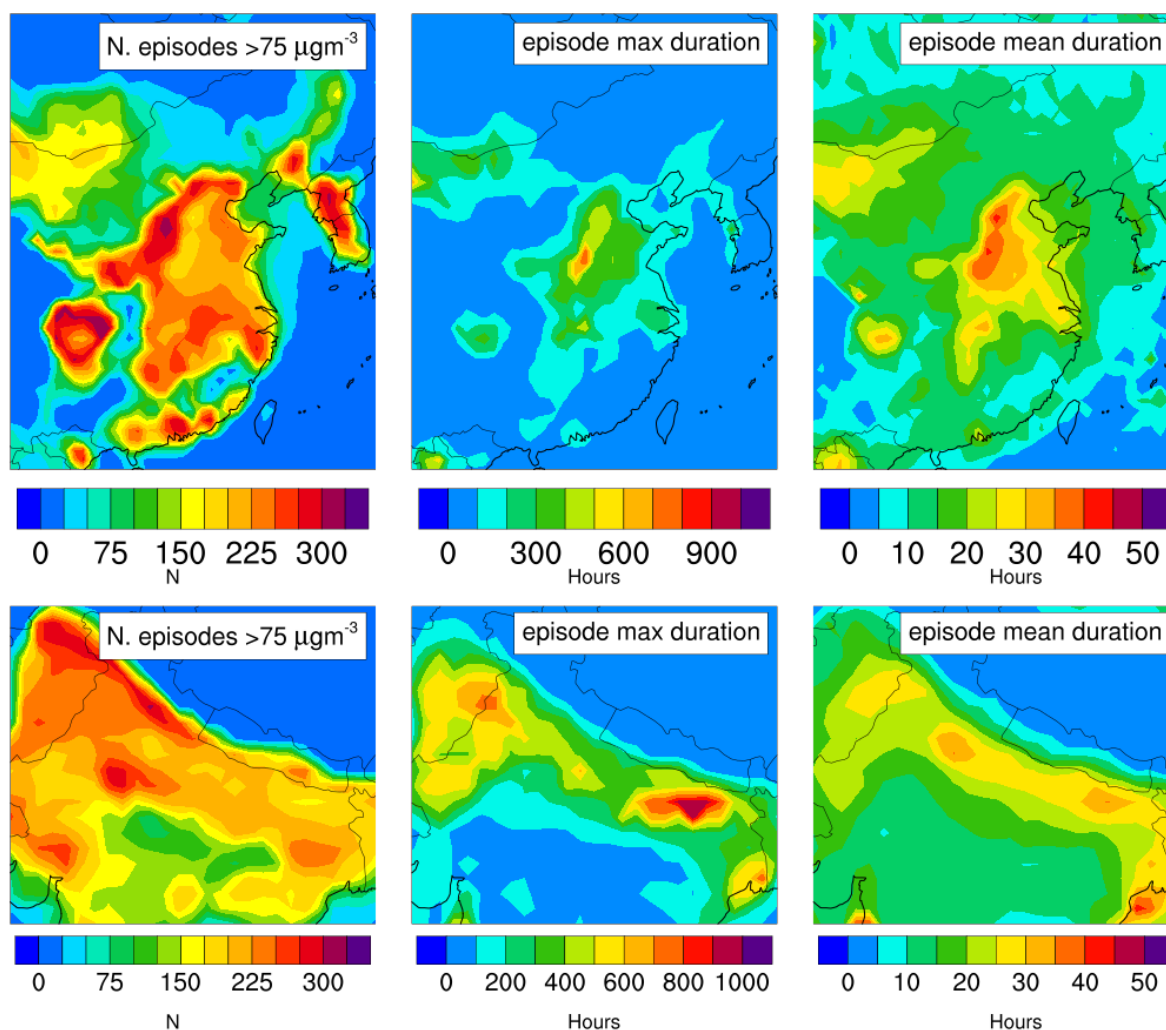 N. episodes >75 μgm⁻³
episode max duration
episode mean duration
0 75 150 225 300
N
0 300 600 900
Hours
0 10 20 30 40 50
Hours
N. episodes >75 μgm⁻³
episode max duration
episode mean duration
0 75 150 225 300
N
0 200 400 600 800 1000
Hours
0 10 20 30 40 50
Hours